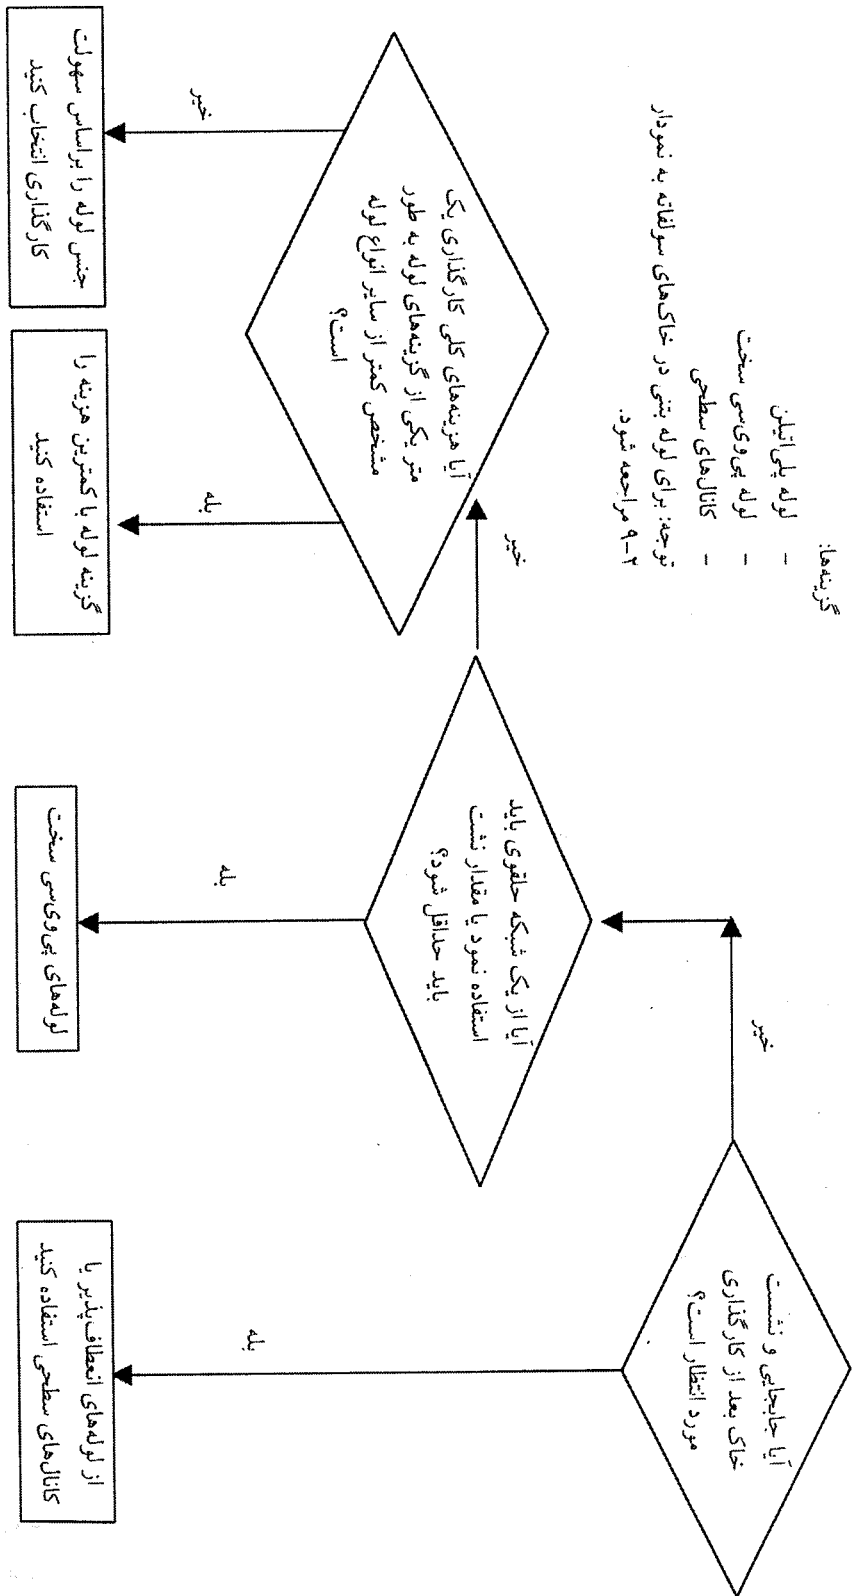 گزینه‌ها:
- لوله پلی‌اتیلن
- لوله پی‌وی‌سی سخت
- کانال‌های سطحی
توجه: برای لوله بتنی در خاک‌های سولفاته به نمودار
۹-۲ مراجعه شود.
آیا جابجایی و نشست
خاک بعد از کارگذاری
مورد انتظار است؟
خیر
بله
از لوله‌های انعطاف‌پذیر یا
کانال‌های سطحی استفاده کنید
آیا از یک شبکه حلقوی باید
استفاده نمود یا مقدار نشت
باید حداقل شود؟
خیر
بله
لوله‌های پی‌وی‌سی سخت
آیا هزینه‌های کلی کارگذاری یک
متر یکی از گزینه‌های لوله به طور
مشخص کمتر از سایر انواع لوله
است؟
بله
گزینه لوله با کمترین هزینه را
استفاده کنید
خیر
جنس لوله را براساس سهولت
کارگذاری انتخاب کنید